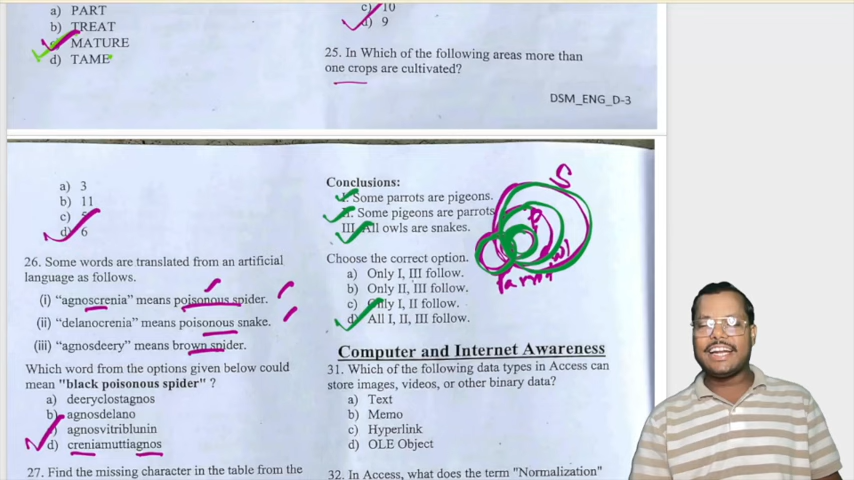 a) PART
b) TREAT
MATURE
d) TAME
c) 10
d) 9
25. In Which of the following areas more than
one crops are cultivated?
DSM_ENG_D-3
a) 3
b) 11
c)
d) 6
26. Some words are translated from an artificial
language as follows.
(i) "agnoscrenia" means poisonous spider.
(ii) "delanocrenia" means poisonous snake.
(iii) "agnosdeery" means brown spider.
Which word from the options given below could
mean "black poisonous spider" ?
a) deeryclostagnos
b) agnosdelano
agnosvitriblunin
d) creniamuttiagnos
27. Find the missing character in the table from the
Conclusions:
I. Some parrots are pigeons.
II. Some pigeons are parrots
III. All owls are snakes.
S
P
Parrot
Choose the correct option.
a) Only I, III follow.
b) Only II, III follow.
c) Only I, II follow.
d) All I, II, III follow.
Computer and Internet Awareness
31. Which of the following data types in Access can
store images, videos, or other binary data?
a) Text
b) Memo
c) Hyperlink
d) OLE Object
32. In Access, what does the term "Normalization"